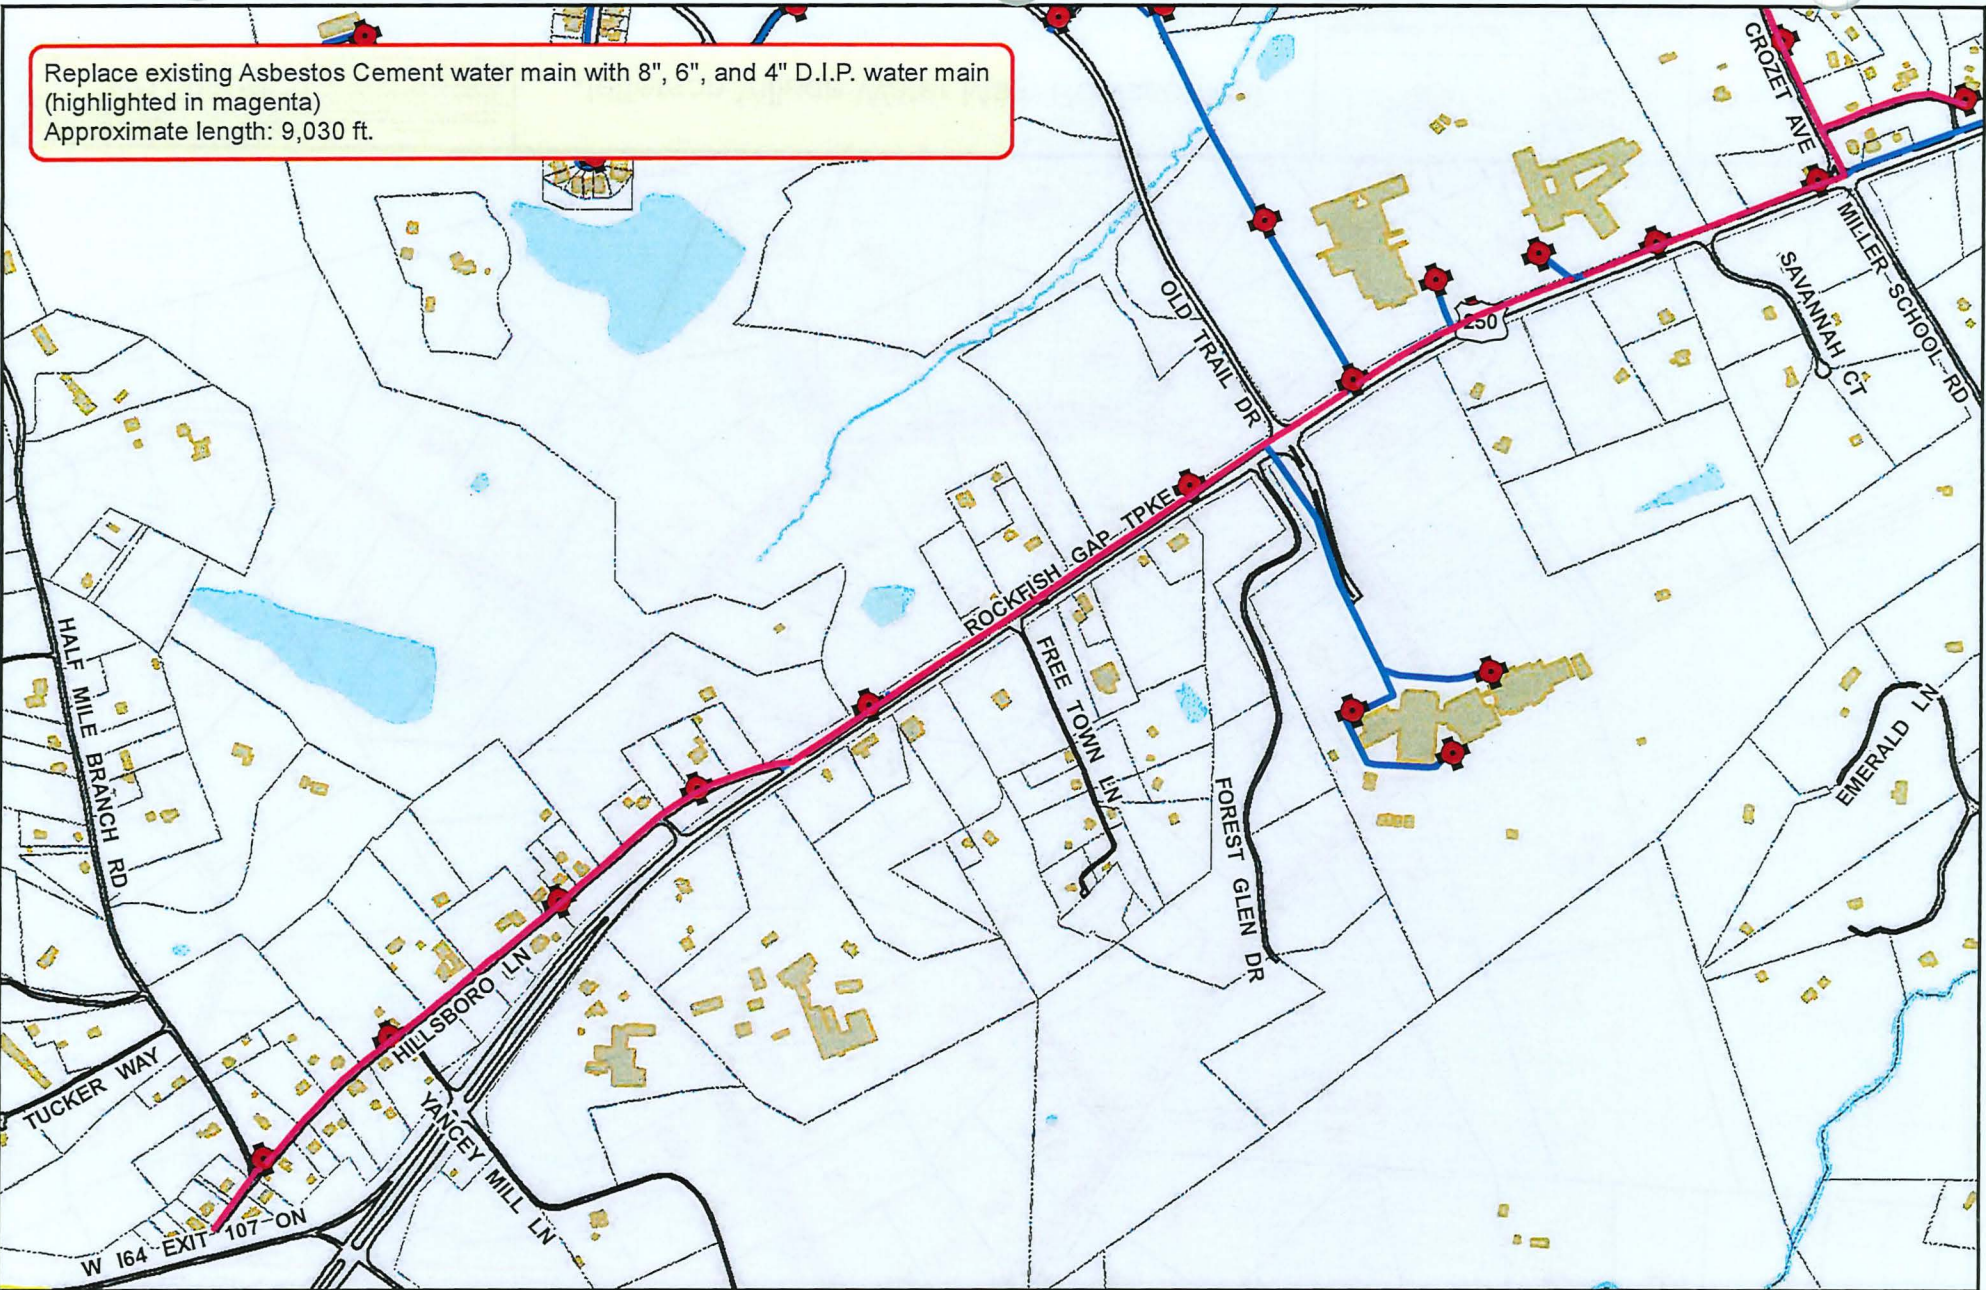 Replace existing Asbestos Cement water main with 8", 6", and 4" D.I.P. water main
(highlighted in magenta)
Approximate length: 9,030 ft.
CROZET AVE
MILLER SCHOOL RD
SAVANNAH CT
OLD TRAIL DR
250
ROCKFISH GAP TPKE
FREE TOWN LN
FOREST GLEN DR
EMERALD LN
HALF MILE BRANCH RD
HILLSBORO LN
TUCKER WAY
YANCEY MILL LN
W I64 EXIT 107 ON